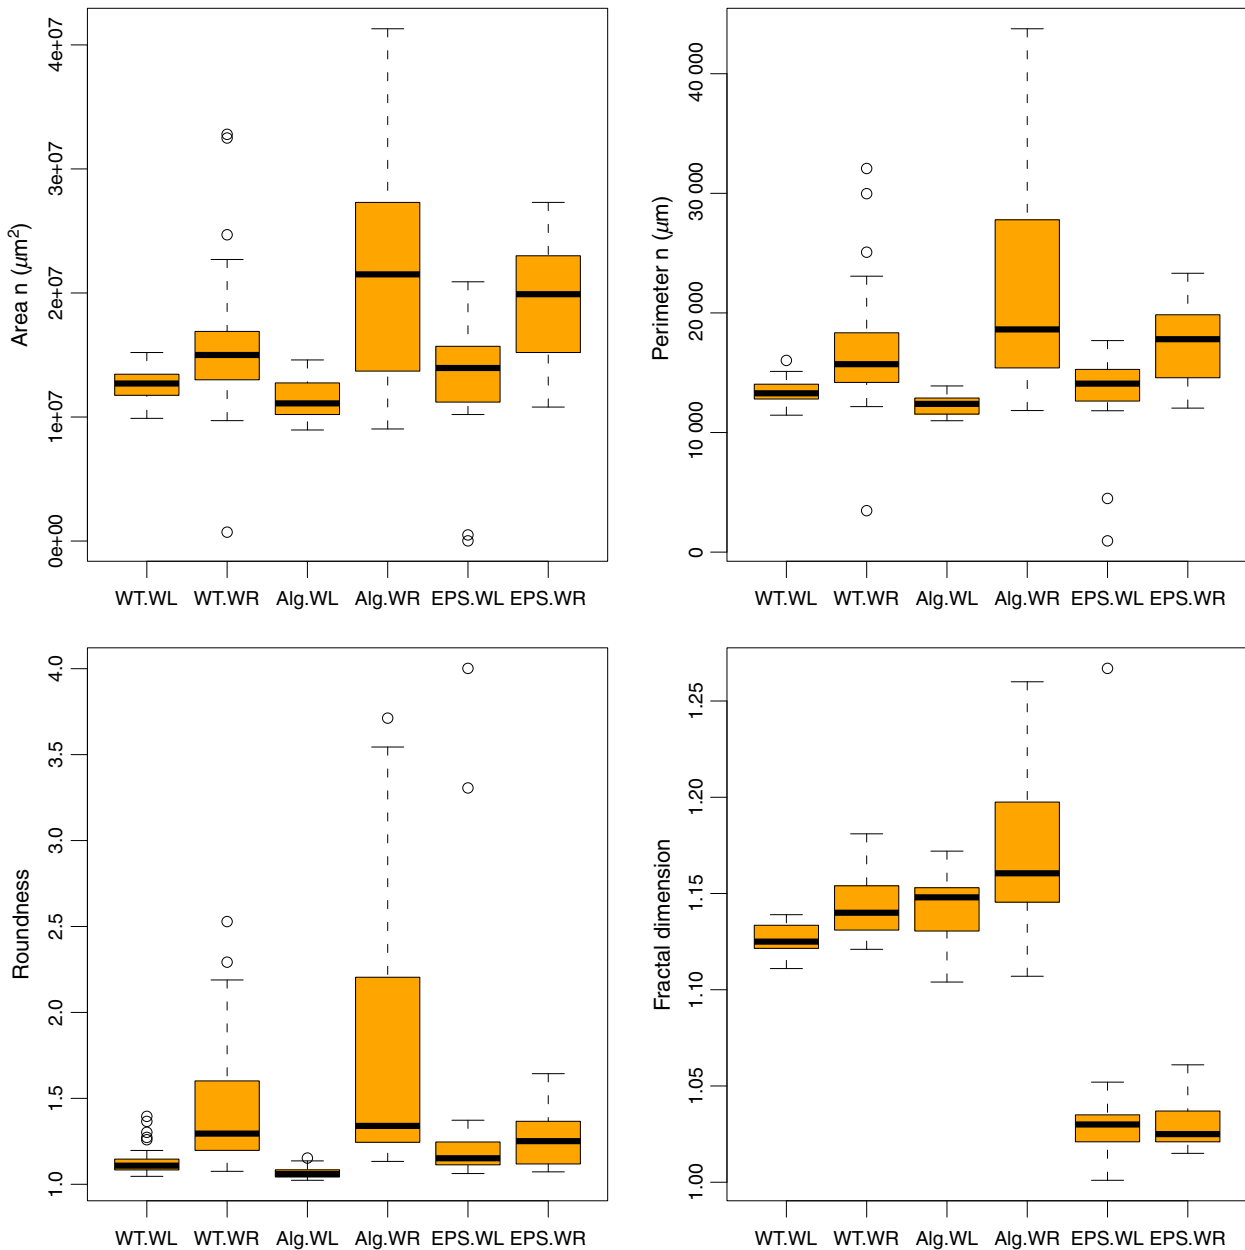 Area n (μm²)
4e+07
3e+07
2e+07
1e+07
0e+00
WT.WL WT.WR Alg.WL Alg.WR EPS.WL EPS.WR
Perimeter n (μm)
40 000
30 000
20 000
10 000
0
WT.WL WT.WR Alg.WL Alg.WR EPS.WL EPS.WR
Roundness
4.0
3.5
3.0
2.5
2.0
1.5
1.0
WT.WL WT.WR Alg.WL Alg.WR EPS.WL EPS.WR
Fractal dimension
1.25
1.20
1.15
1.10
1.05
1.00
WT.WL WT.WR Alg.WL Alg.WR EPS.WL EPS.WR